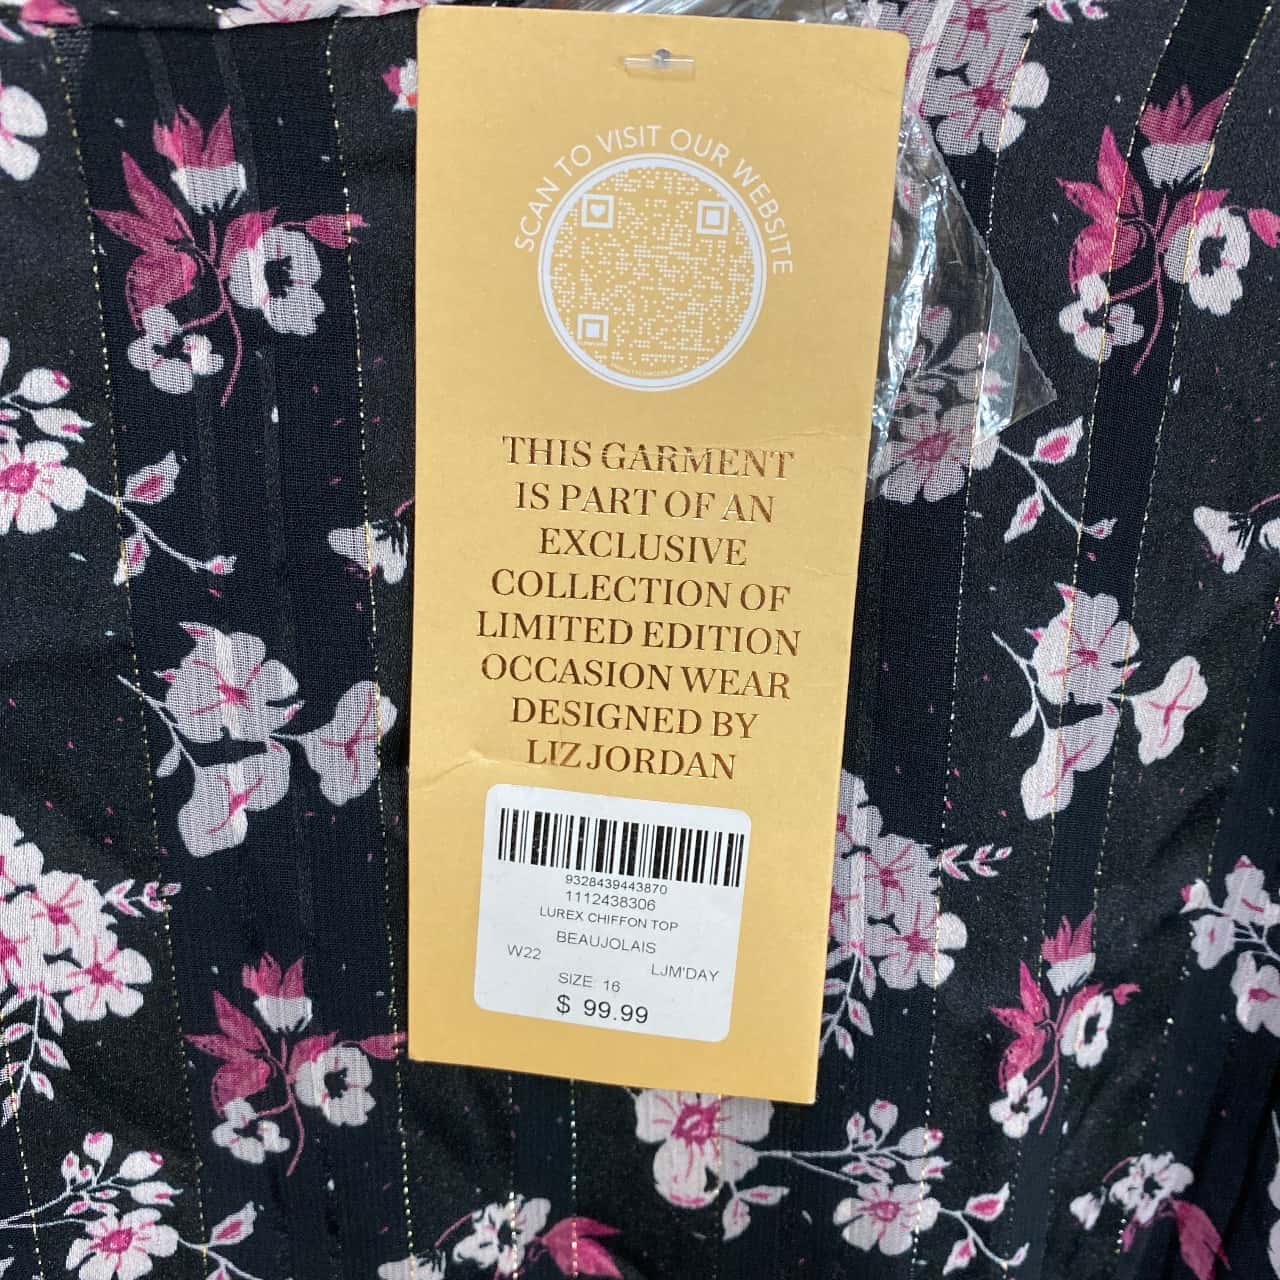 SCAN TO VISIT OUR WEBSITE
THIS GARMENT
IS PART OF AN
EXCLUSIVE
COLLECTION OF
LIMITED EDITION
OCCASION WEAR
DESIGNED BY
LIZ JORDAN
9328439443870
1112438306
LUREX CHIFFON TOP
BEAUJOLAIS
W22 LJM'DAY
SIZE 16
$ 99.99